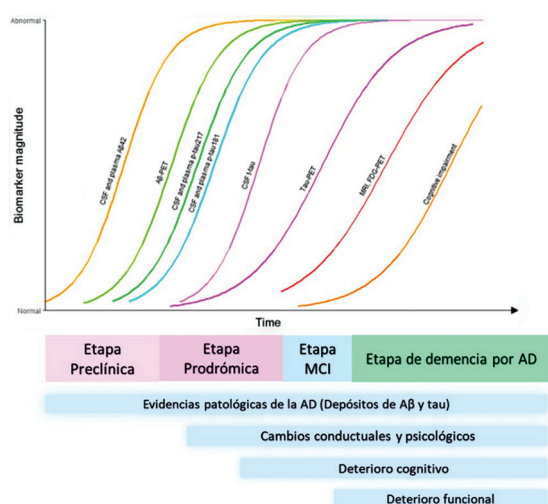 Abnormal
Biomarker magnitude
CSF and plasma Aβ42
Aβ-PET
CSF and plasma p-tau217
CSF and plasma p-tau181
CSF t-tau
Tau-PET
MRI, FDG-PET
Cognitive impairment
Normal
Time
Etapa
Preclínica
Etapa
Prodrómica
Etapa
MCI
Etapa de demencia por AD
Evidencias patológicas de la AD (Depósitos de Aβ y tau)
Cambios conductuales y psicológicos
Deterioro cognitivo
Deterioro funcional